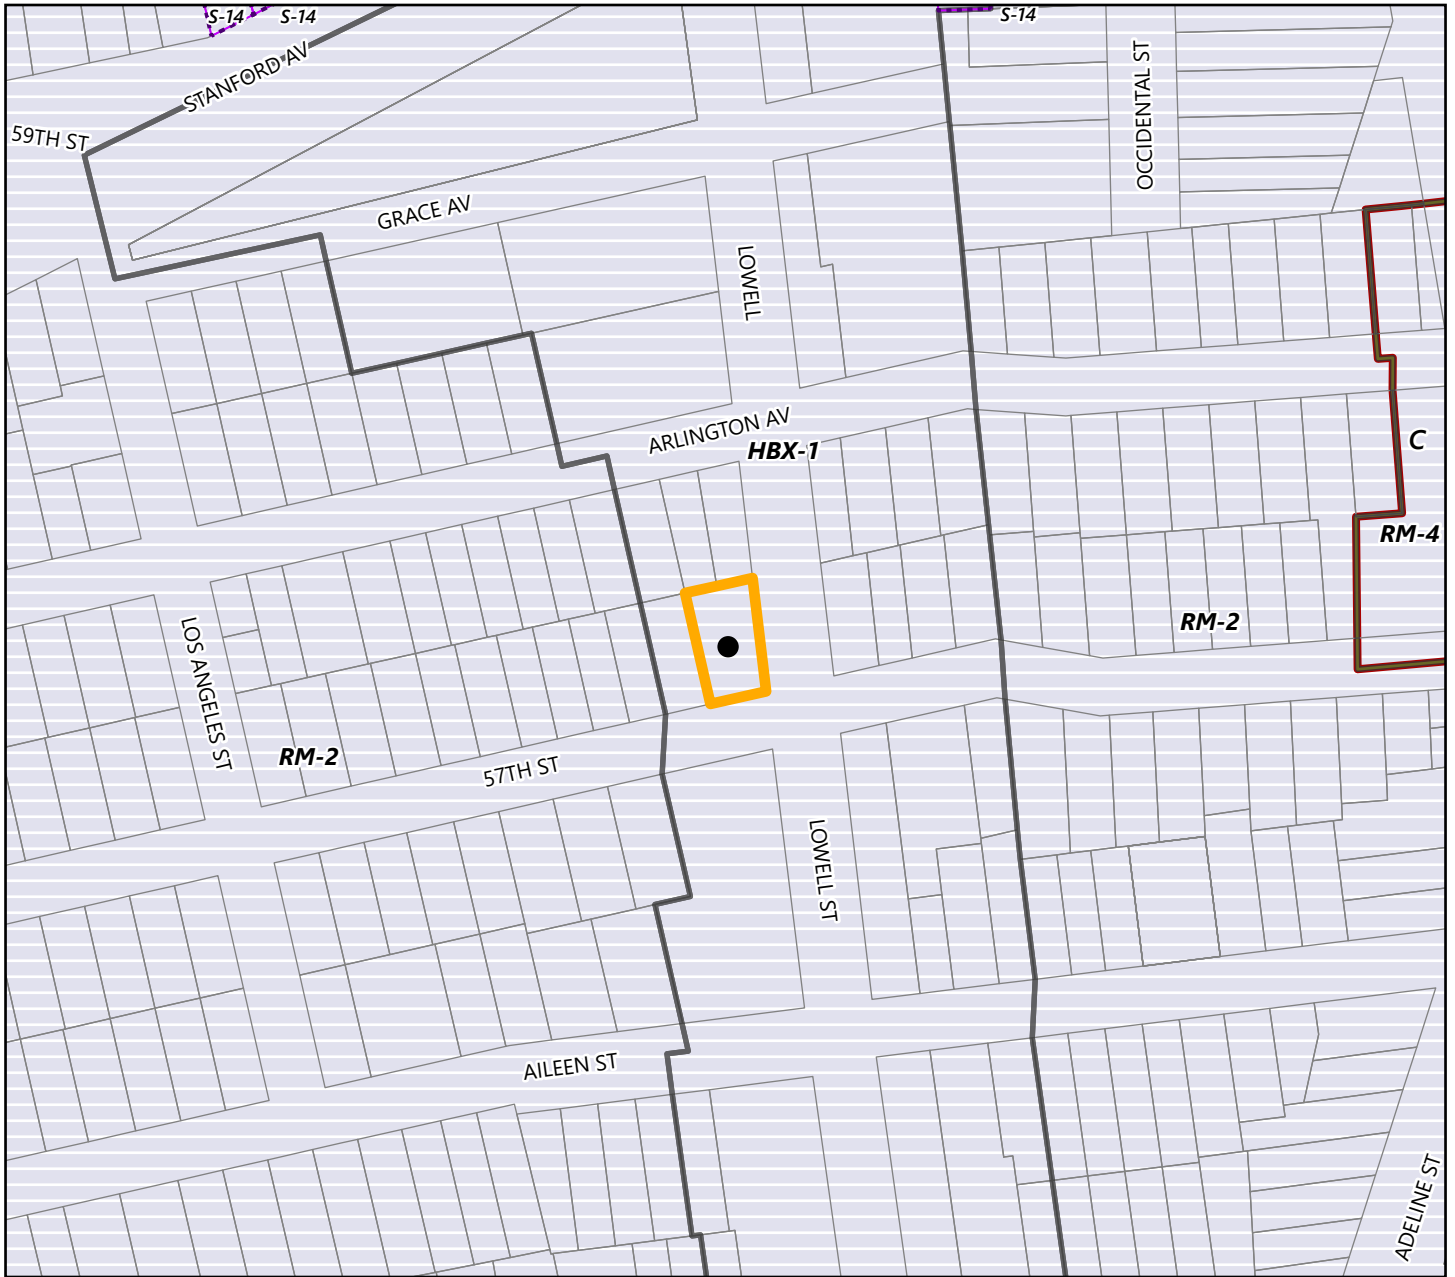 S-14
S-14
S-14
STANFORD AV
OCCIDENTAL ST
59TH ST
GRACE AV
LOWELL
ARLINGTON AV
HBX-1
C
RM-4
RM-2
LOS ANGELES ST
RM-2
57TH ST
LOWELL ST
AILEEN ST
ADELINE ST